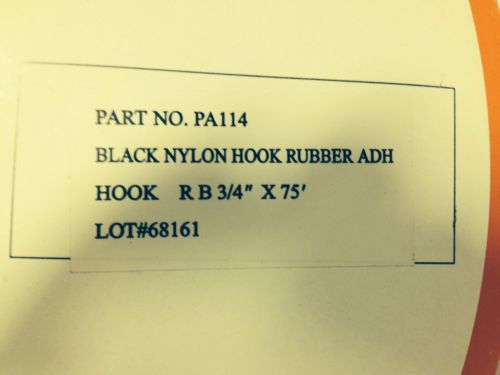 PART NO. PA114
BLACK NYLON HOOK RUBBER ADH
HOOK R B 3/4" X 75'
LOT#68161